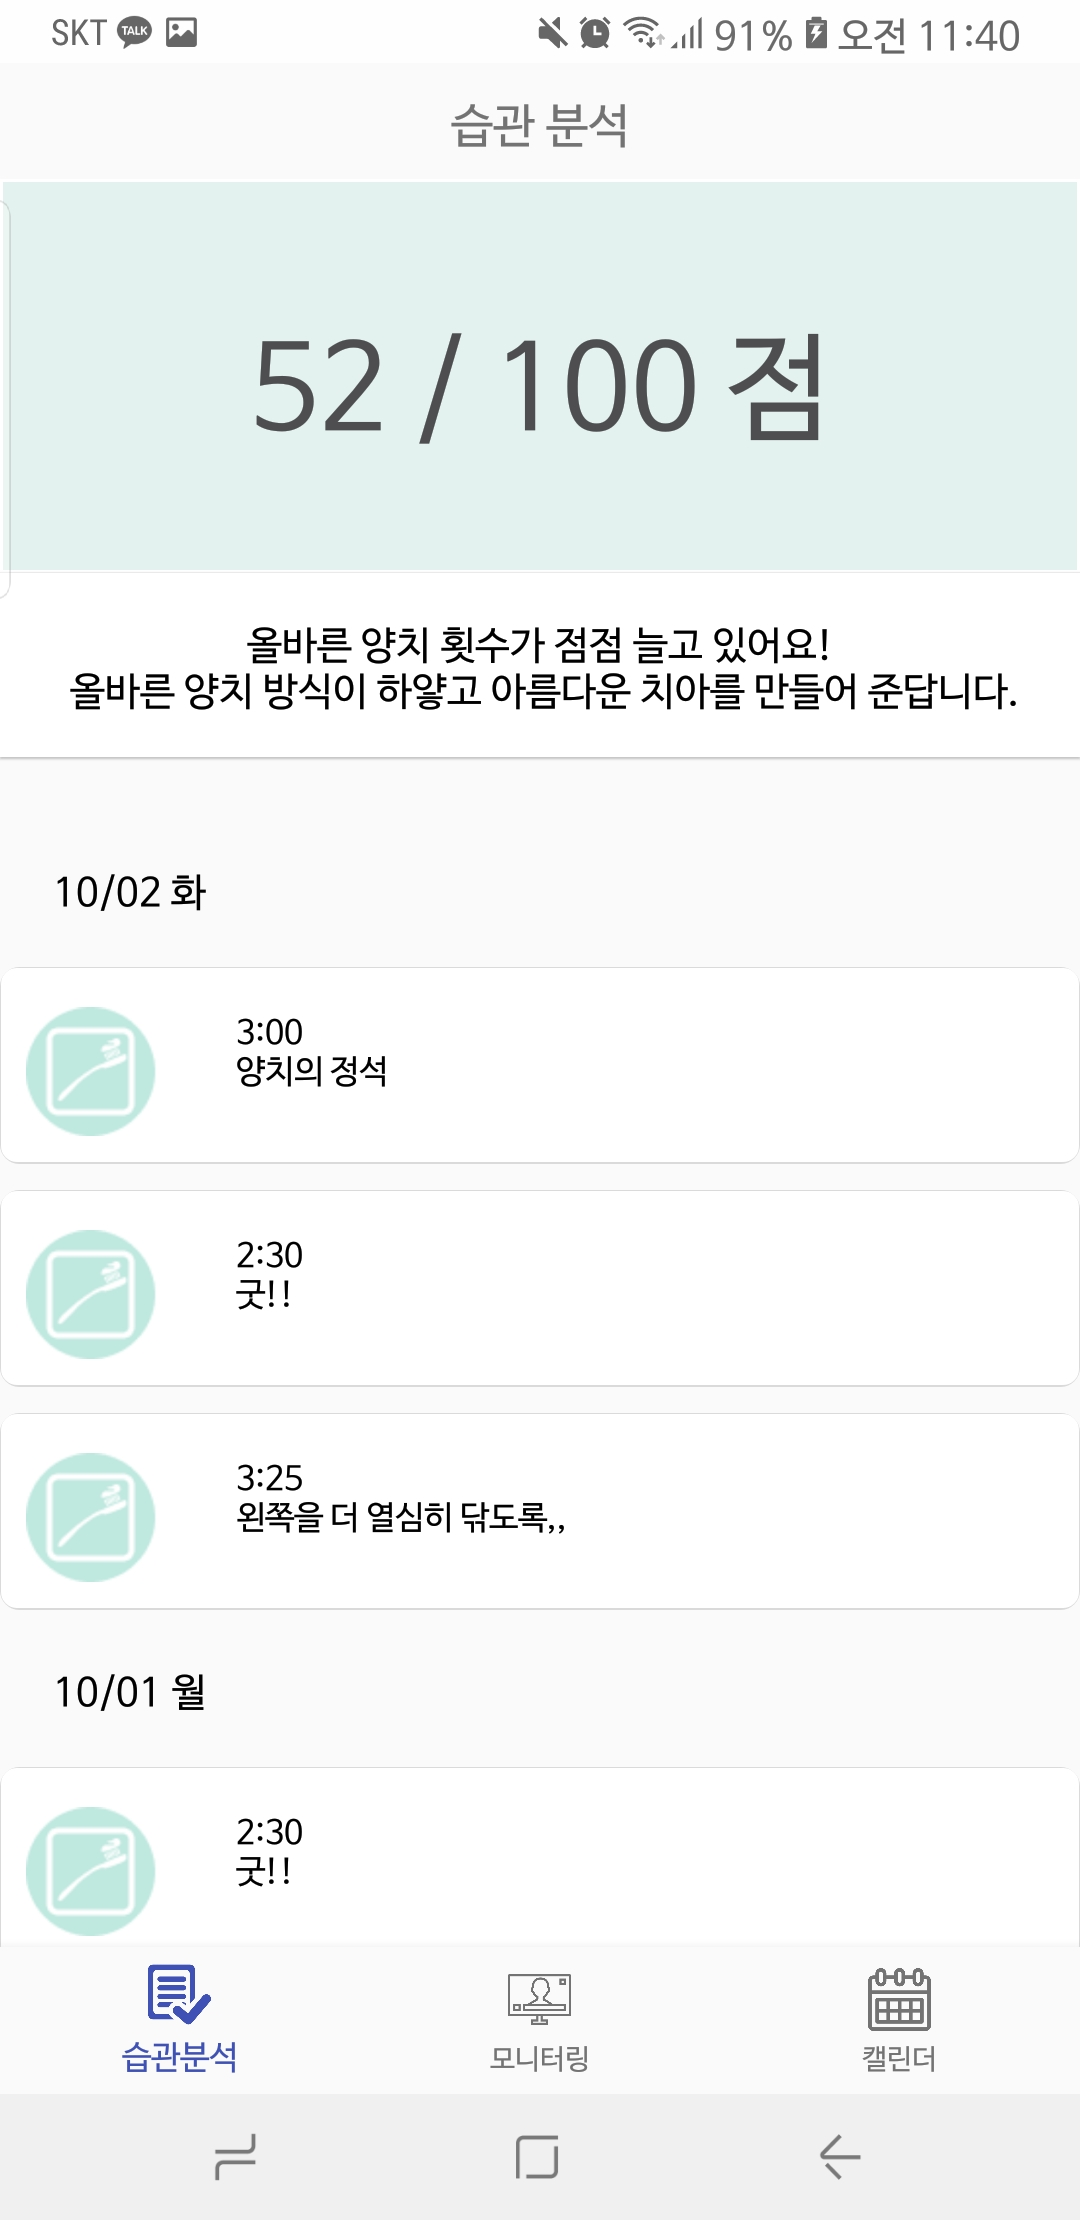 SKT TALK 91% 오전 11:40
습관 분석
52 / 100 점
올바른 양치 횟수가 점점 늘고 있어요!
올바른 양치 방식이 하얗고 아름다운 치아를 만들어 준답니다.
10/02 화
3:00
양치의 정석
2:30
굿!!
3:25
왼쪽을 더 열심히 닦도록,,
10/01 월
2:30
굿!!
습관분석 모니터링 캘린더